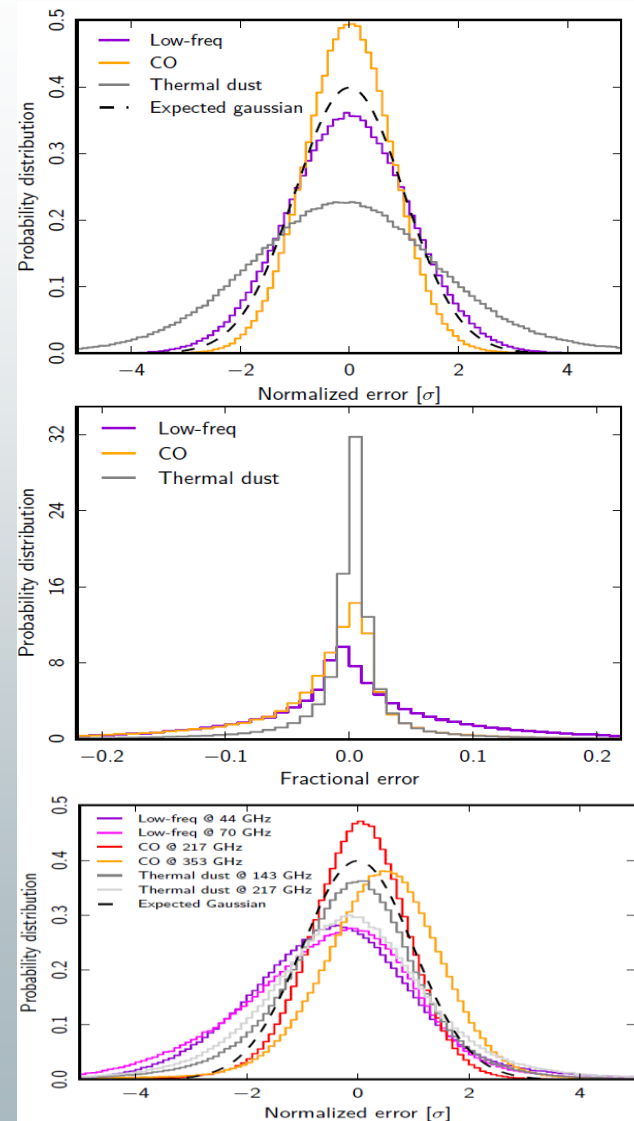 0.5
Low-freq
CO
Thermal dust
Expected gaussian
0.4
0.3
0.2
0.1
0.0
Probability distribution
−4 −2 0 2 4
Normalized error [σ]
32
Low-freq
CO
Thermal dust
24
16
8
0
Probability distribution
−0.2 −0.1 0.0 0.1 0.2
Fractional error
0.5
Low-freq @ 44 GHz
Low-freq @ 70 GHz
CO @ 217 GHz
CO @ 353 GHz
Thermal dust @ 143 GHz
Thermal dust @ 217 GHz
Expected Gaussian
0.4
0.3
0.2
0.1
0.0
Probability distribution
−4 −2 0 2 4
Normalized error [σ]